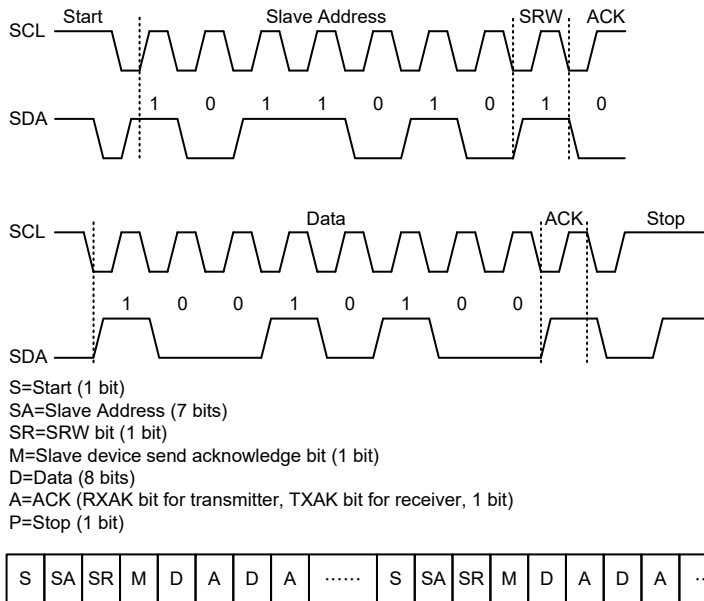 Start Slave Address SRW ACK
SCL
1 0 1 1 0 1 0 1 0
SDA
Data ACK Stop
SCL
1 0 0 1 0 1 0 0
SDA
S=Start (1 bit)
SA=Slave Address (7 bits)
SR=SRW bit (1 bit)
M=Slave device send acknowledge bit (1 bit)
D=Data (8 bits)
A=ACK (RXAK bit for transmitter, TXAK bit for receiver, 1 bit)
P=Stop (1 bit)
S SA SR M D A D A ...... S SA SR M D A D A ..